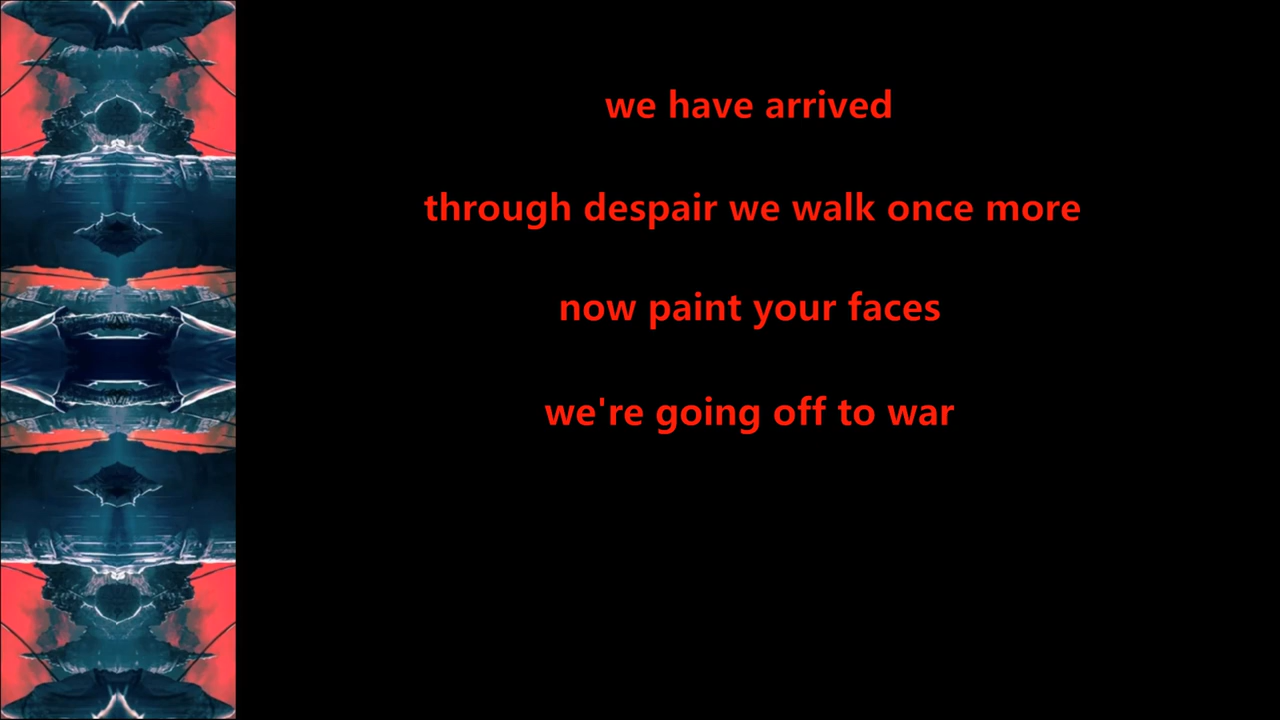 we have arrived
through despair we walk once more
now paint your faces
we're going off to war